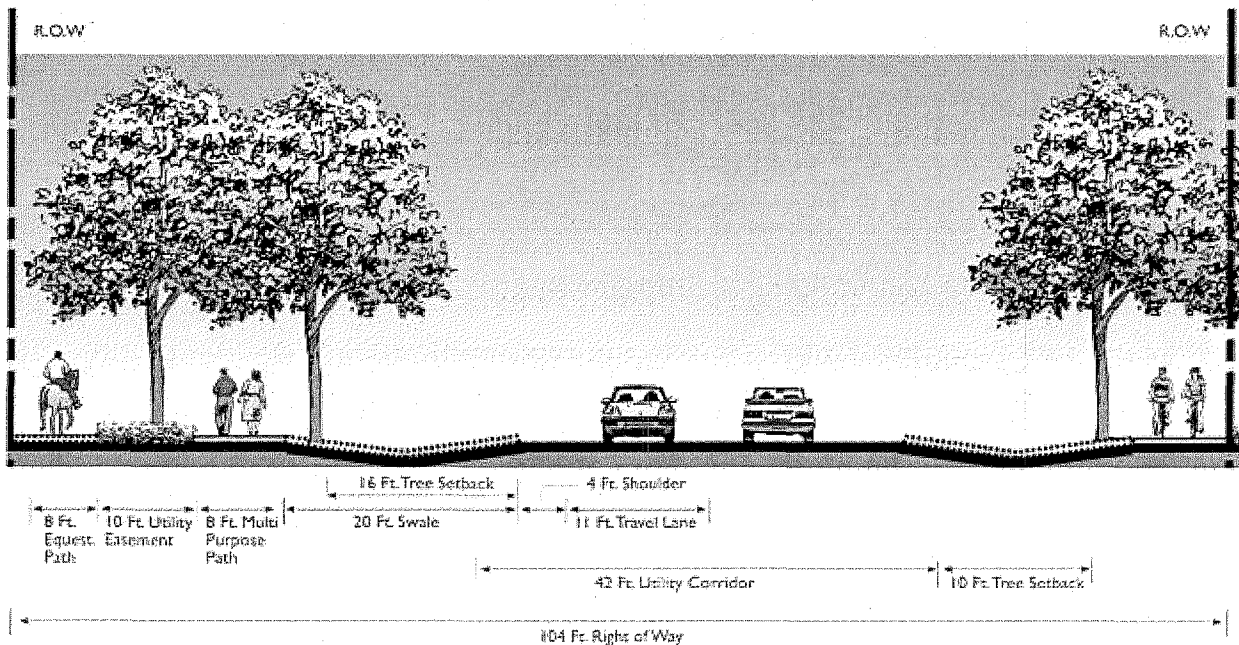 R.O.W
R.O.W
16 Ft. Tree Setback
4 Ft. Shoulder
8 Ft.
Equest.
Path
10 Ft. Utility
Easement
8 Ft. Multi
Purpose
Path
20 Ft. Swale
11 Ft. Travel Lane
42 Ft. Utility Corridor
10 Ft. Tree Setback
104 Ft. Right of Way